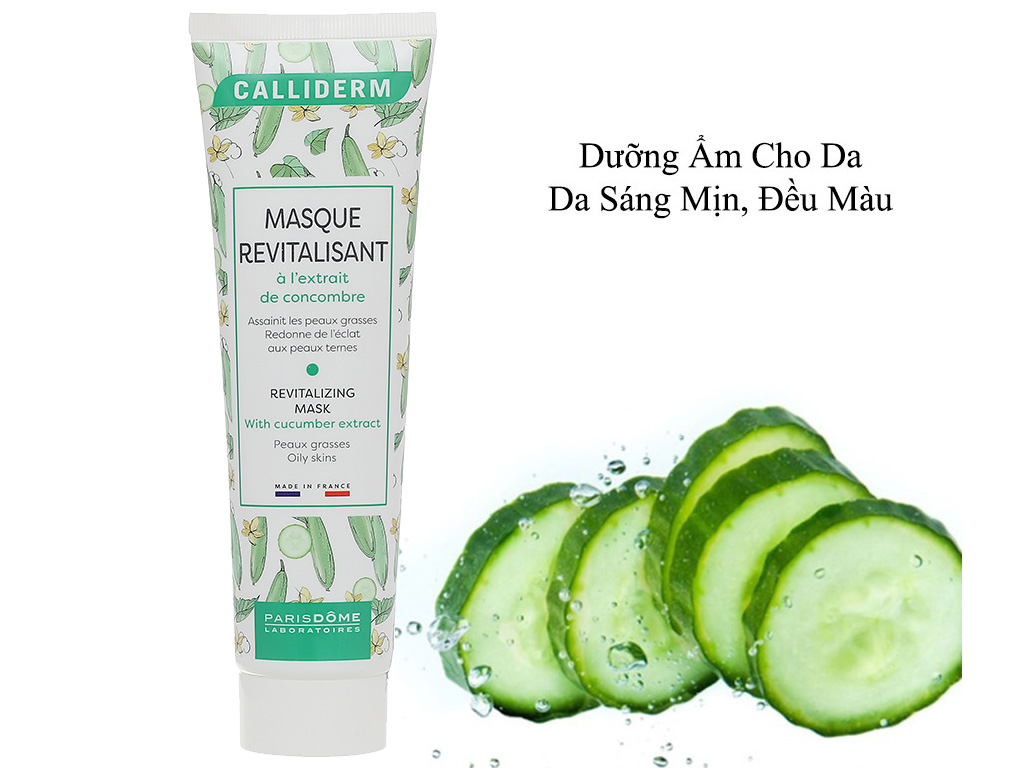 CALLIDERM
MASQUE
REVITALISANT
à l'extrait
de concombre
Assainit les peaux grasses
Redonne de l'éclat
aux peaux ternes
REVITALIZING
MASK
With cucumber extract
Peaux grasses
Oily skins
MADE IN FRANCE
PARISDÔME
LABORATOIRES
Dưỡng Ẩm Cho Da
Da Sáng Mịn, Đều Màu